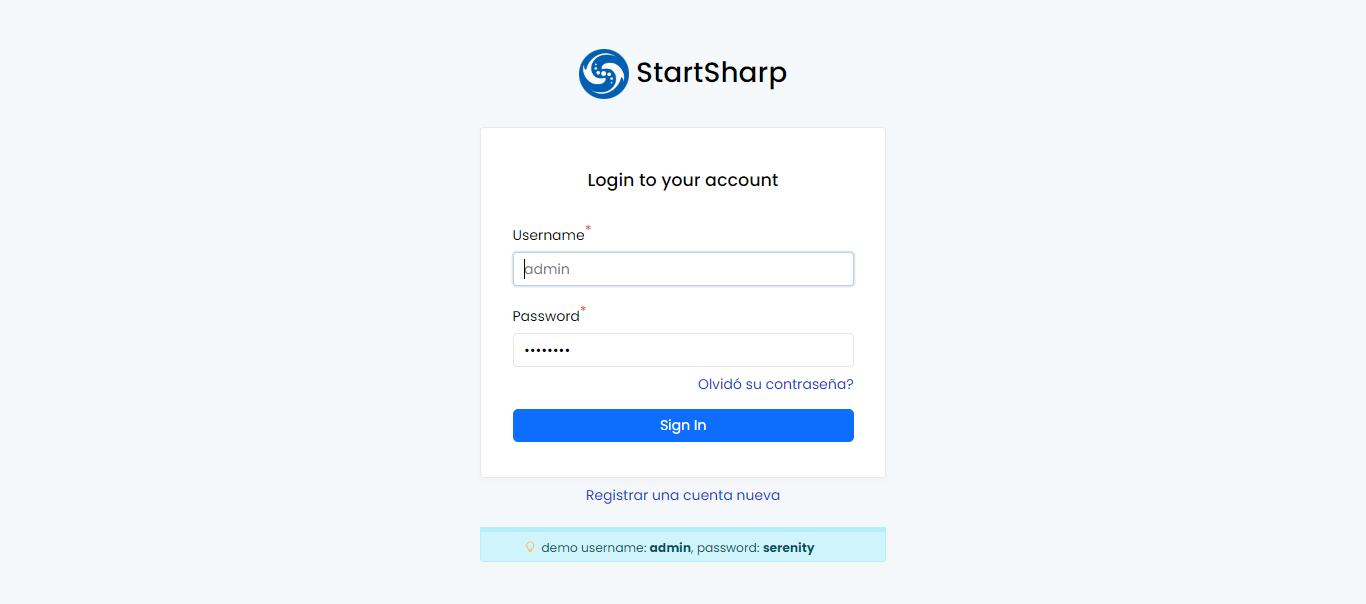 StartSharp
Login to your account
Username*
admin
Password*
••••••••
Olvidó su contraseña?
Sign In
Registrar una cuenta nueva
demo username: admin, password: serenity